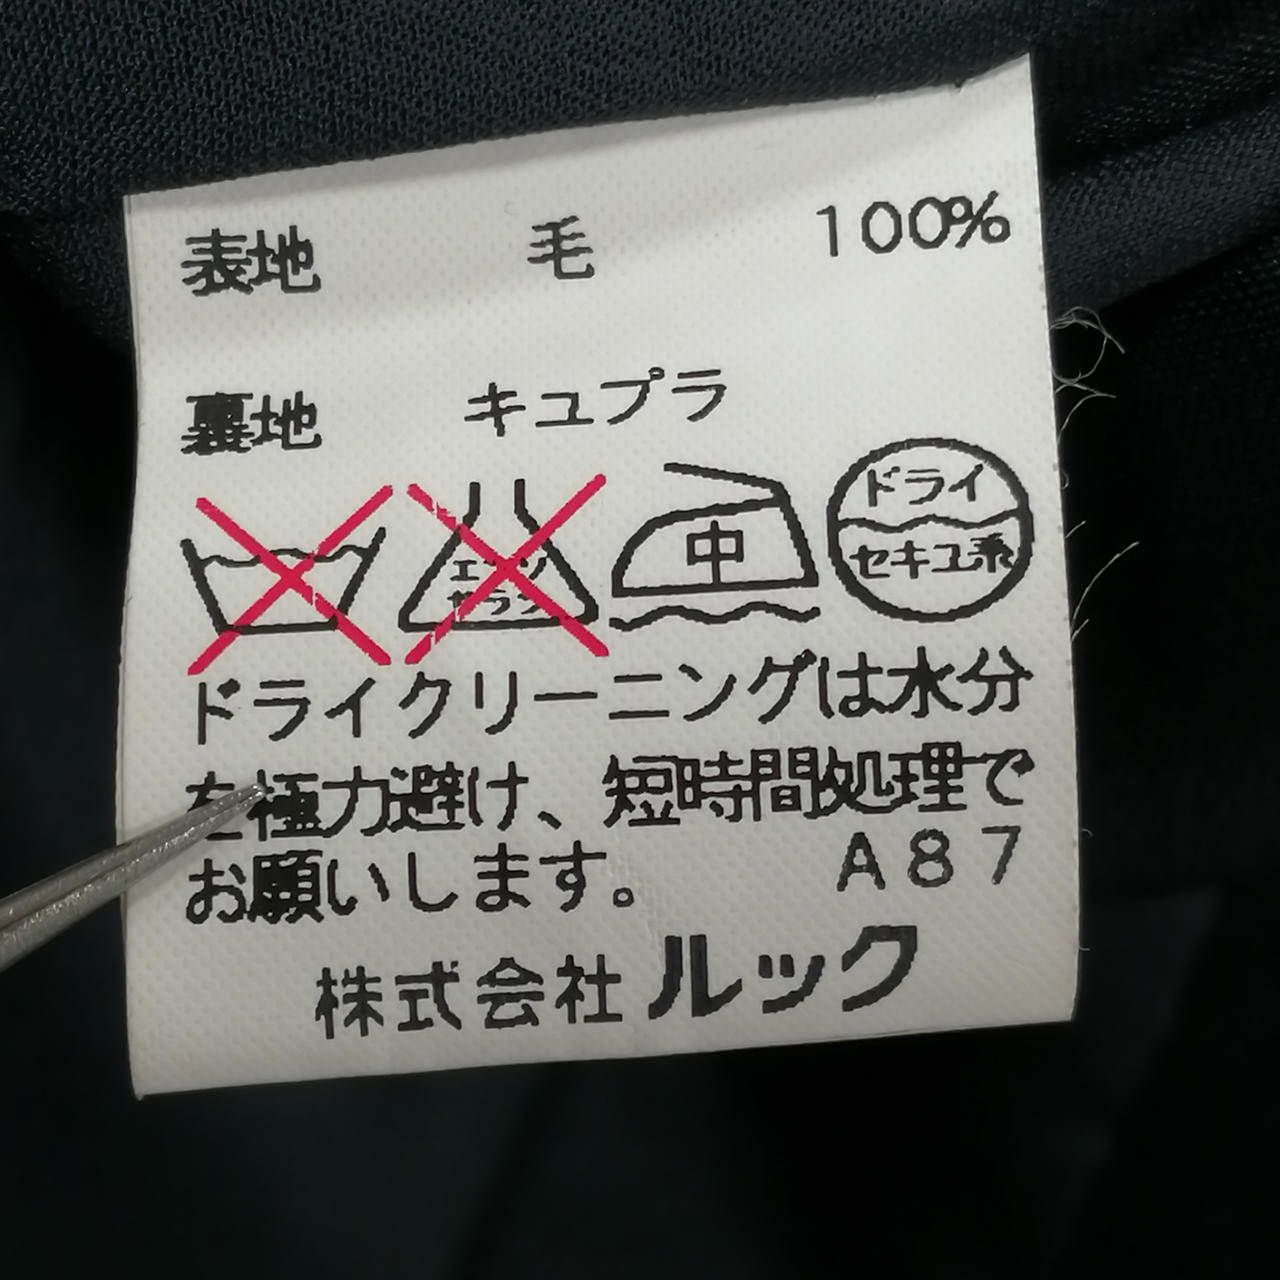 表地 毛 100%
裏地 キュプラ
エンソ
サラシ
中
ドライ
セキユ系
ドライクリーニングは水分
を極力避け、短時間処理で
お願いします。 A87
株式会社ルック